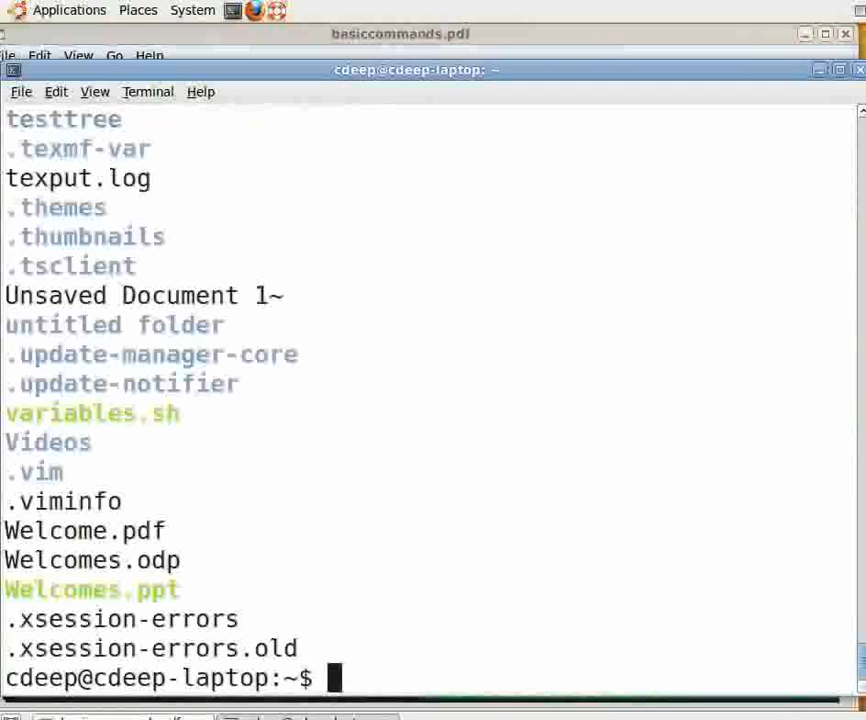 Applications Places System
basiccommands.pdf
File Edit View Go Help
cdeep@cdeep-laptop: ~
File Edit View Terminal Help
testtree
.texmf-var
texput.log
.themes
.thumbnails
.tsclient
Unsaved Document 1~
untitled folder
.update-manager-core
.update-notifier
variables.sh
Videos
.vim
.viminfo
Welcome.pdf
Welcomes.odp
Welcomes.ppt
.xsession-errors
.xsession-errors.old
cdeep@cdeep-laptop:~$